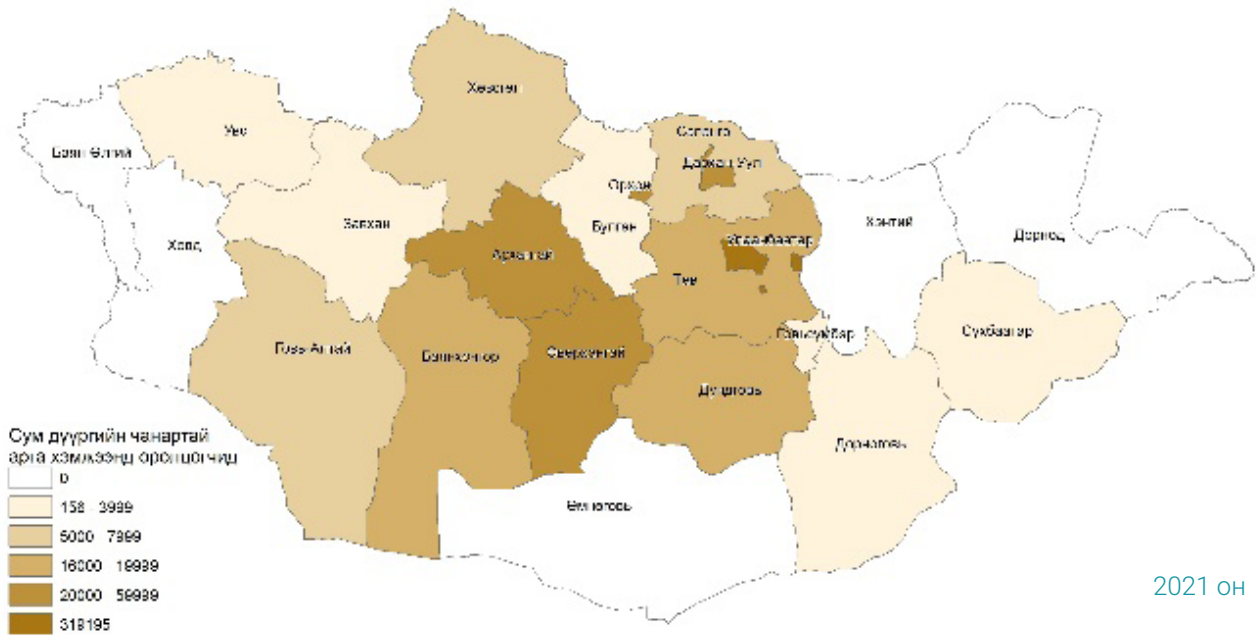 Хөвсгөл
Увс
Баян Өлгий
Сэлэнгэ
Дархан Уул
Орхон
Завхан
Булган
Хэнтий
Ховд
Дорнод
Улаанбаатар
Архангай
Төв
Сүхбаатар
Говьсүмбэр
Говь Алтай
Баянхонгор
Өвөрхангай
Дундговь
Дорноговь
Өмнөговь
Сум дүүргийн чанартай
арга хэмжээнд оролцогчид
0
158 - 3999
5000 - 7999
16000 - 19999
20000 - 59999
319195
2021 он